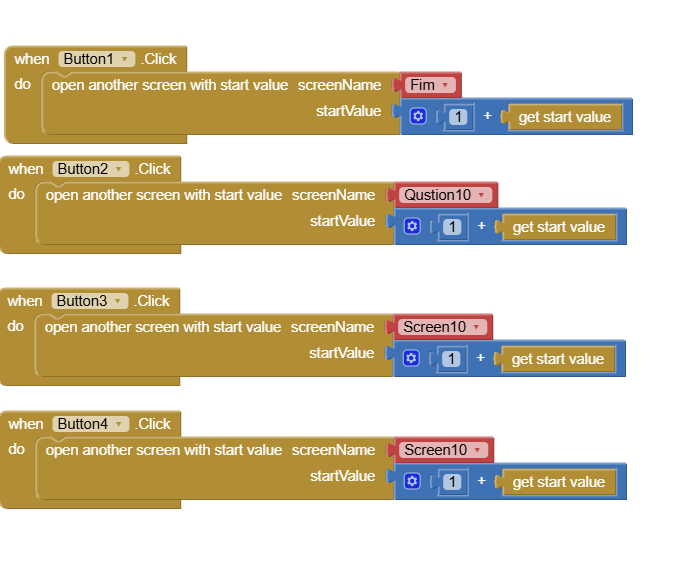 when Button1 .Click
do open another screen with start value screenName Fim
startValue 1 + get start value
when Button2 .Click
do open another screen with start value screenName Qustion10
startValue 1 + get start value
when Button3 .Click
do open another screen with start value screenName Screen10
startValue 1 + get start value
when Button4 .Click
do open another screen with start value screenName Screen10
startValue 1 + get start value